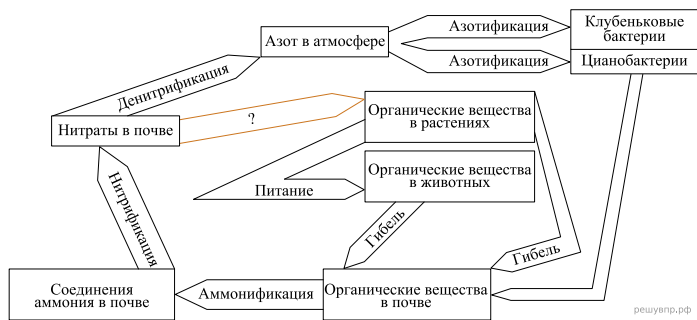 Азот в атмосфере
Азотификация
Азотификация
Клубеньковые
бактерии
Цианобактерии
Денитрификация
Нитраты в почве
?
Органические вещества
в растениях
Питание
Органические вещества
в животных
Нитрификация
Гибель
Гибель
Соединения
аммония в почве
Аммонификация
Органические вещества
в почве
решувпр.рф